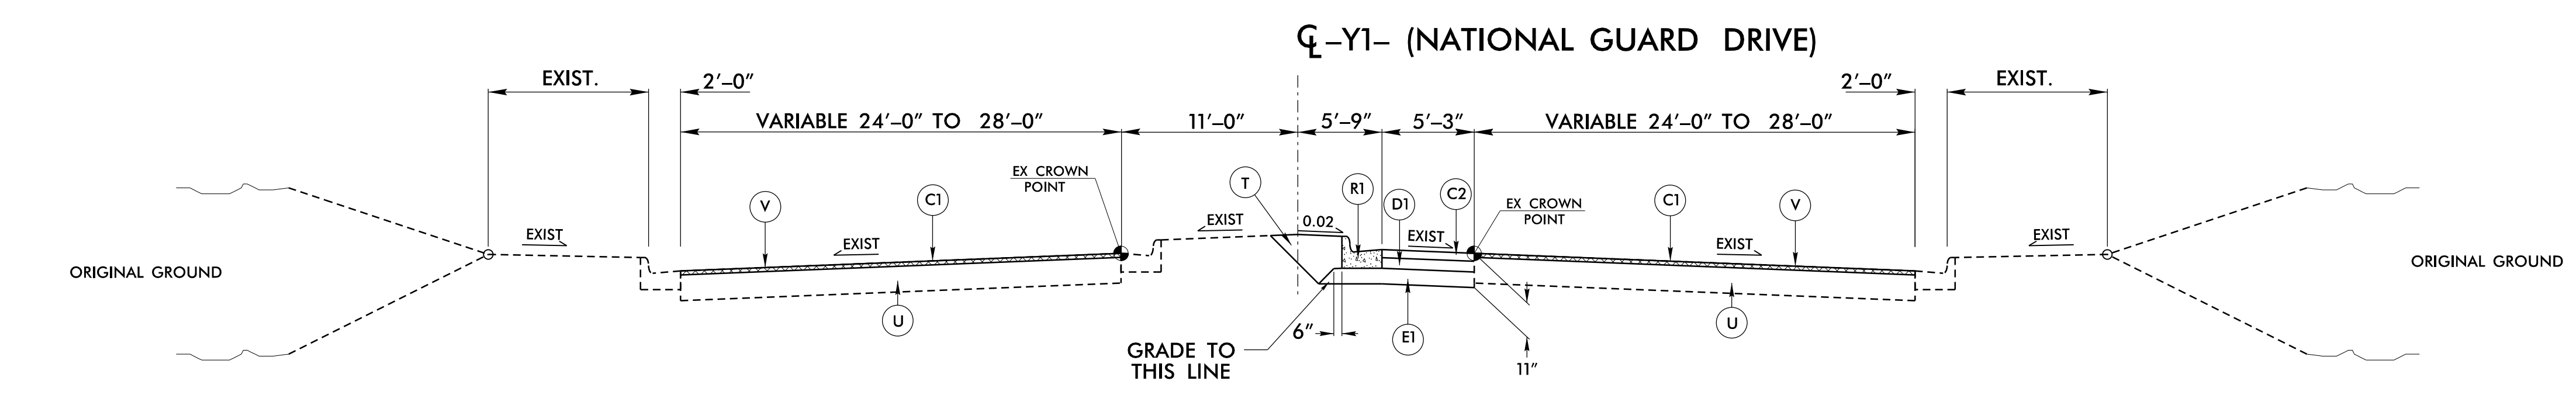 ℄ –Y1– (NATIONAL GUARD DRIVE)
EXIST.
2'–0"
2'–0"
EXIST.
VARIABLE 24'–0" TO 28'–0"
11'–0"
5'–9"
5'–3"
VARIABLE 24'–0" TO 28'–0"
EX CROWN
POINT
T
R1
C2
V
C1
D1
EX CROWN
POINT
C1
V
EXIST
EXIST
EXIST
0.02
EXIST
EXIST
EXIST
ORIGINAL GROUND
ORIGINAL GROUND
U
6"
E1
U
GRADE TO
THIS LINE
11"